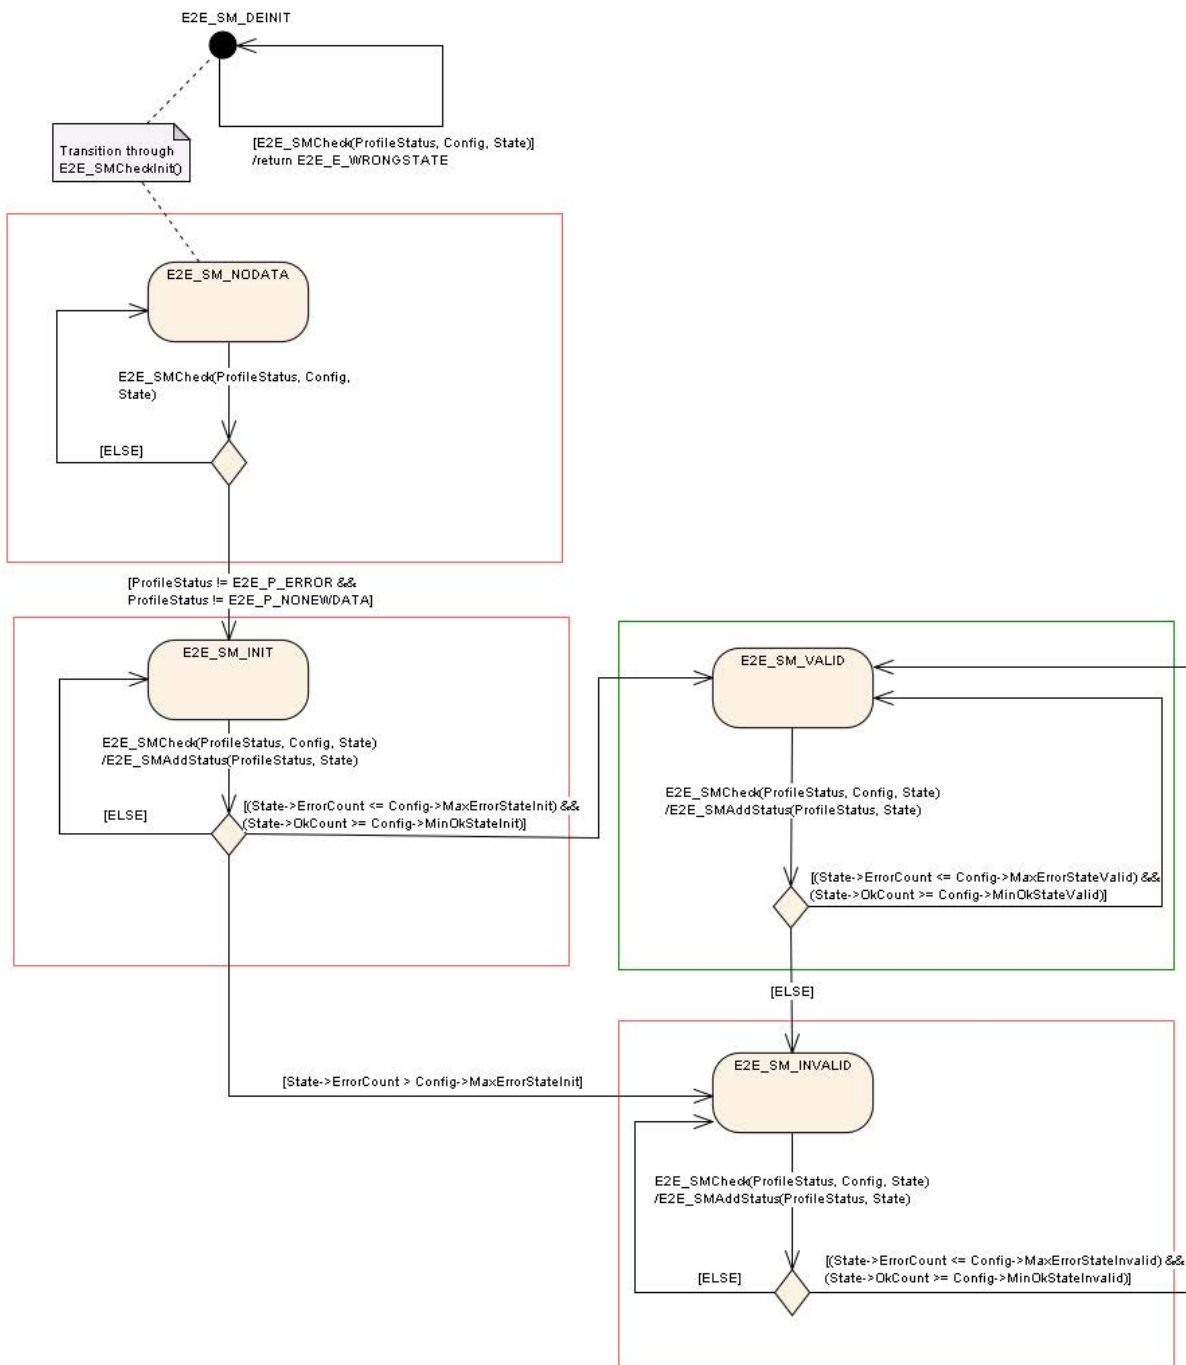 E2E_SM_DEINIT
[E2E_SMCheck(ProfileStatus, Config, State)]
/return E2E_E_WRONGSTATE
Transition through
E2E_SMCheckInit()
E2E_SM_NODATA
E2E_SMCheck(ProfileStatus, Config,
State)
[ELSE]
[ProfileStatus != E2E_P_ERROR &&
ProfileStatus != E2E_P_NONEWDATA]
E2E_SM_INIT
E2E_SMCheck(ProfileStatus, Config, State)
/E2E_SMAddStatus(ProfileStatus, State)
[ELSE]
[(State->ErrorCount <= Config->MaxErrorStateInit) &&
(State->OkCount >= Config->MinOkStateInit)]
E2E_SM_VALID
E2E_SMCheck(ProfileStatus, Config, State)
/E2E_SMAddStatus(ProfileStatus, State)
[(State->ErrorCount <= Config->MaxErrorStateValid) &&
(State->OkCount >= Config->MinOkStateValid)]
[ELSE]
[State->ErrorCount > Config->MaxErrorStateInit]
E2E_SM_INVALID
E2E_SMCheck(ProfileStatus, Config, State)
/E2E_SMAddStatus(ProfileStatus, State)
[ELSE]
[(State->ErrorCount <= Config->MaxErrorStateInvalid) &&
(State->OkCount >= Config->MinOkStateInvalid)]